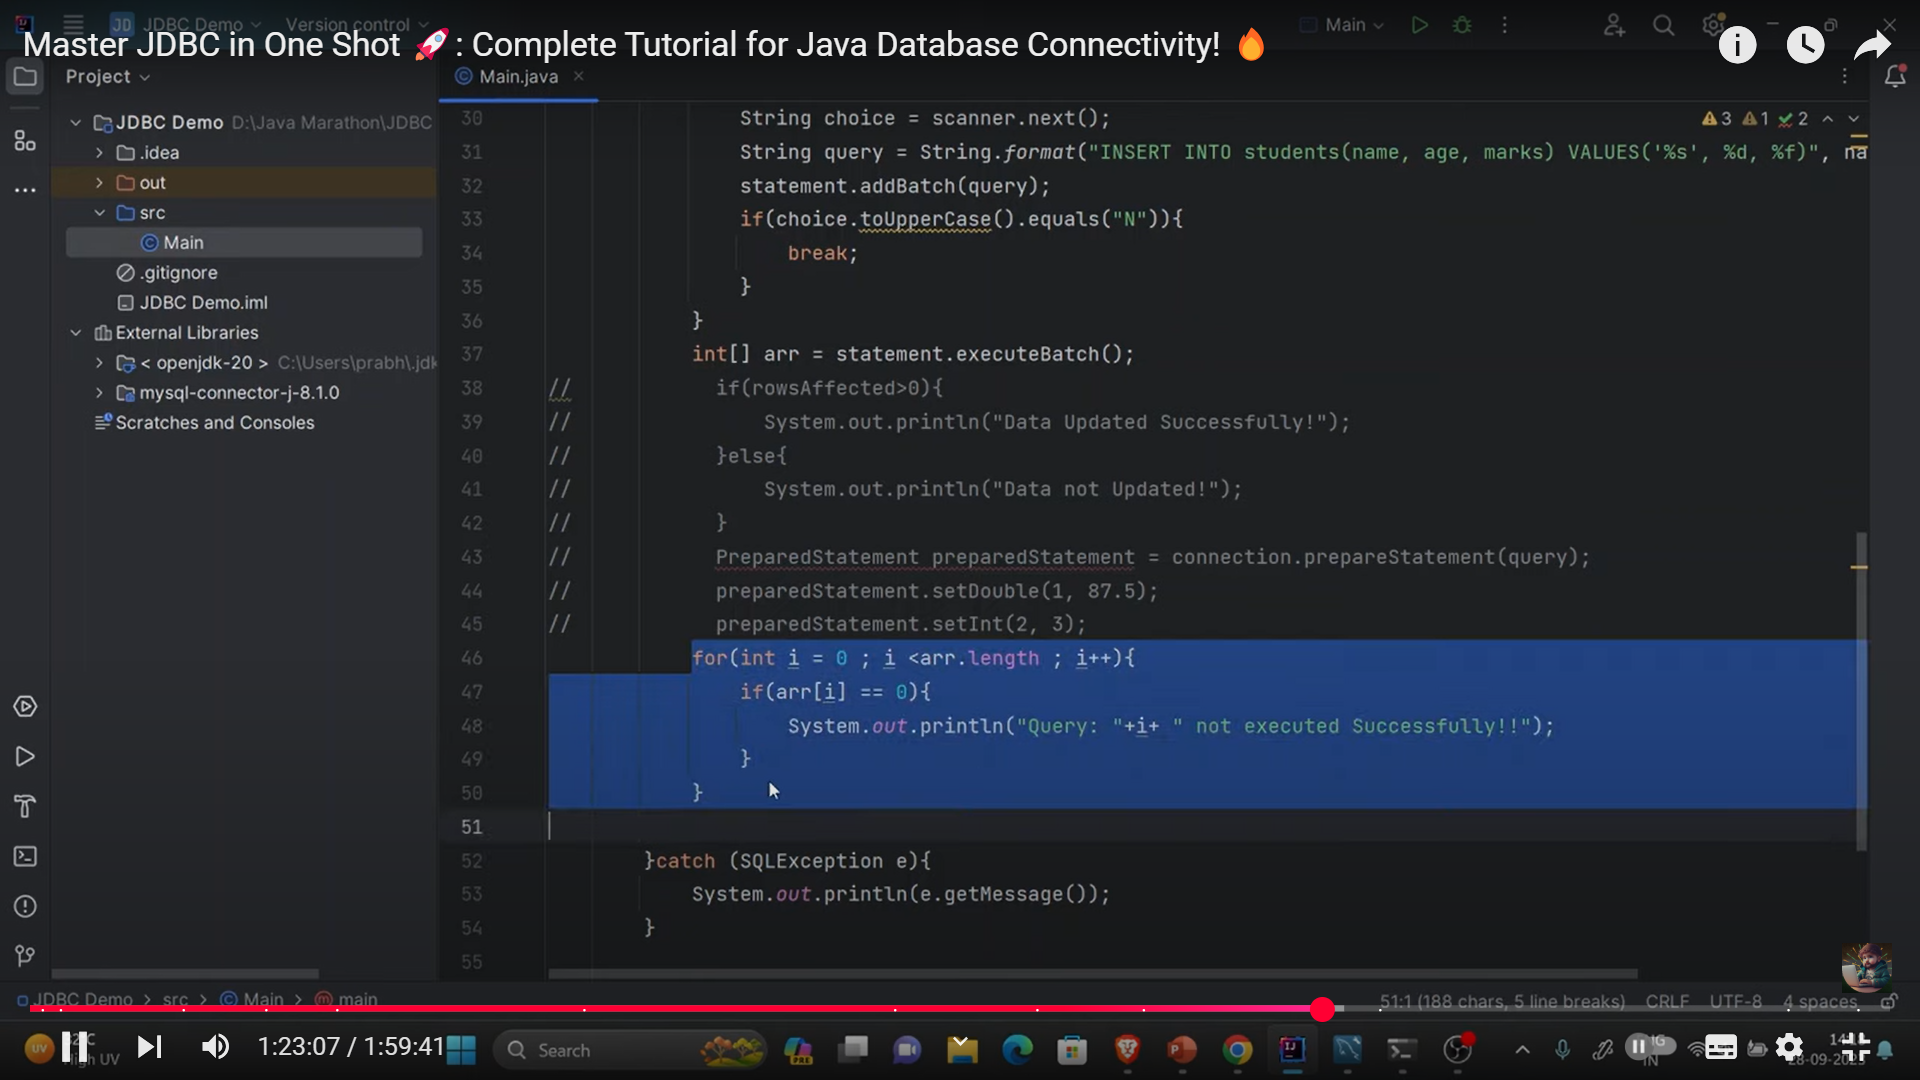 JD JDBC Demo Version control Main
Master JDBC in One Shot 🚀 : Complete Tutorial for Java Database Connectivity! 🔥
Project
Main.java
JDBC Demo D:\Java Marathon\JDBC
.idea
out
src
Main
.gitignore
JDBC Demo.iml
External Libraries
< openjdk-20 > C:\Users\prabh\.jdk
mysql-connector-j-8.1.0
Scratches and Consoles
3 1 2
30 String choice = scanner.next();
31 String query = String.format("INSERT INTO students(name, age, marks) VALUES('%s', %d, %f)", na
32 statement.addBatch(query);
33 if(choice.toUpperCase().equals("N")){
34 break;
35 }
36 }
37 int[] arr = statement.executeBatch();
38 // if(rowsAffected>0){
39 // System.out.println("Data Updated Successfully!");
40 // }else{
41 // System.out.println("Data not Updated!");
42 // }
43 // PreparedStatement preparedStatement = connection.prepareStatement(query);
44 // preparedStatement.setDouble(1, 87.5);
45 // preparedStatement.setInt(2, 3);
46 for(int i = 0 ; i <arr.length ; i++){
47 if(arr[i] == 0){
48 System.out.println("Query: "+i+ " not executed Successfully!!");
49 }
50 }
51
52 }catch (SQLException e){
53 System.out.println(e.getMessage());
54 }
55
JDBC Demo > src > Main > main 51:1 (188 chars, 5 line breaks) CRLF UTF-8 4 spaces
1:23:07 / 1:59:41
UV High UV
Search
PRE
IN